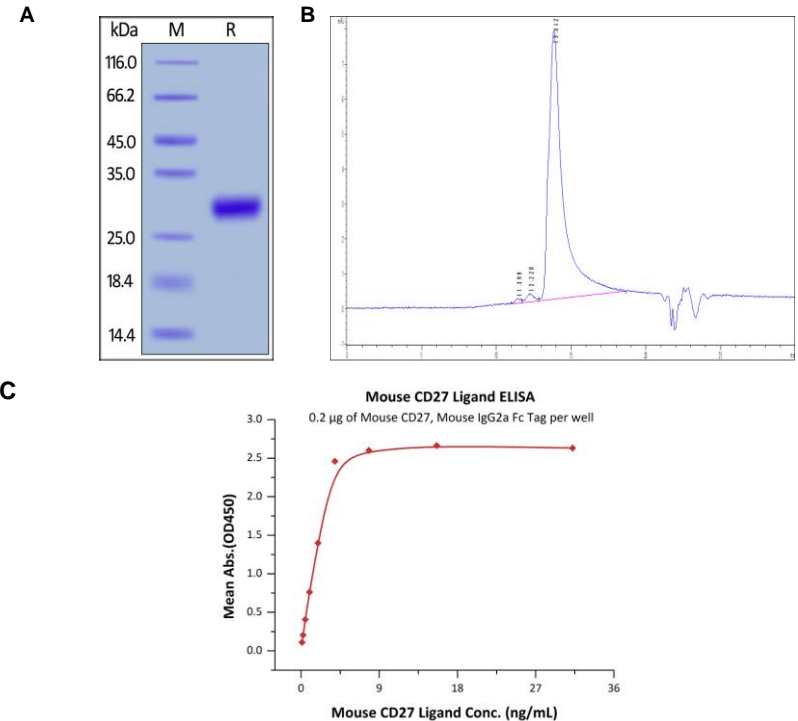 A
kDa M R
116.0
66.2
45.0
35.0
25.0
18.4
14.4
B
C
Mouse CD27 Ligand ELISA
0.2 μg of Mouse CD27, Mouse IgG2a Fc Tag per well
Mean Abs.(OD450)
3.0
2.5
2.0
1.5
1.0
0.5
0.0
0 9 18 27 36
Mouse CD27 Ligand Conc. (ng/mL)